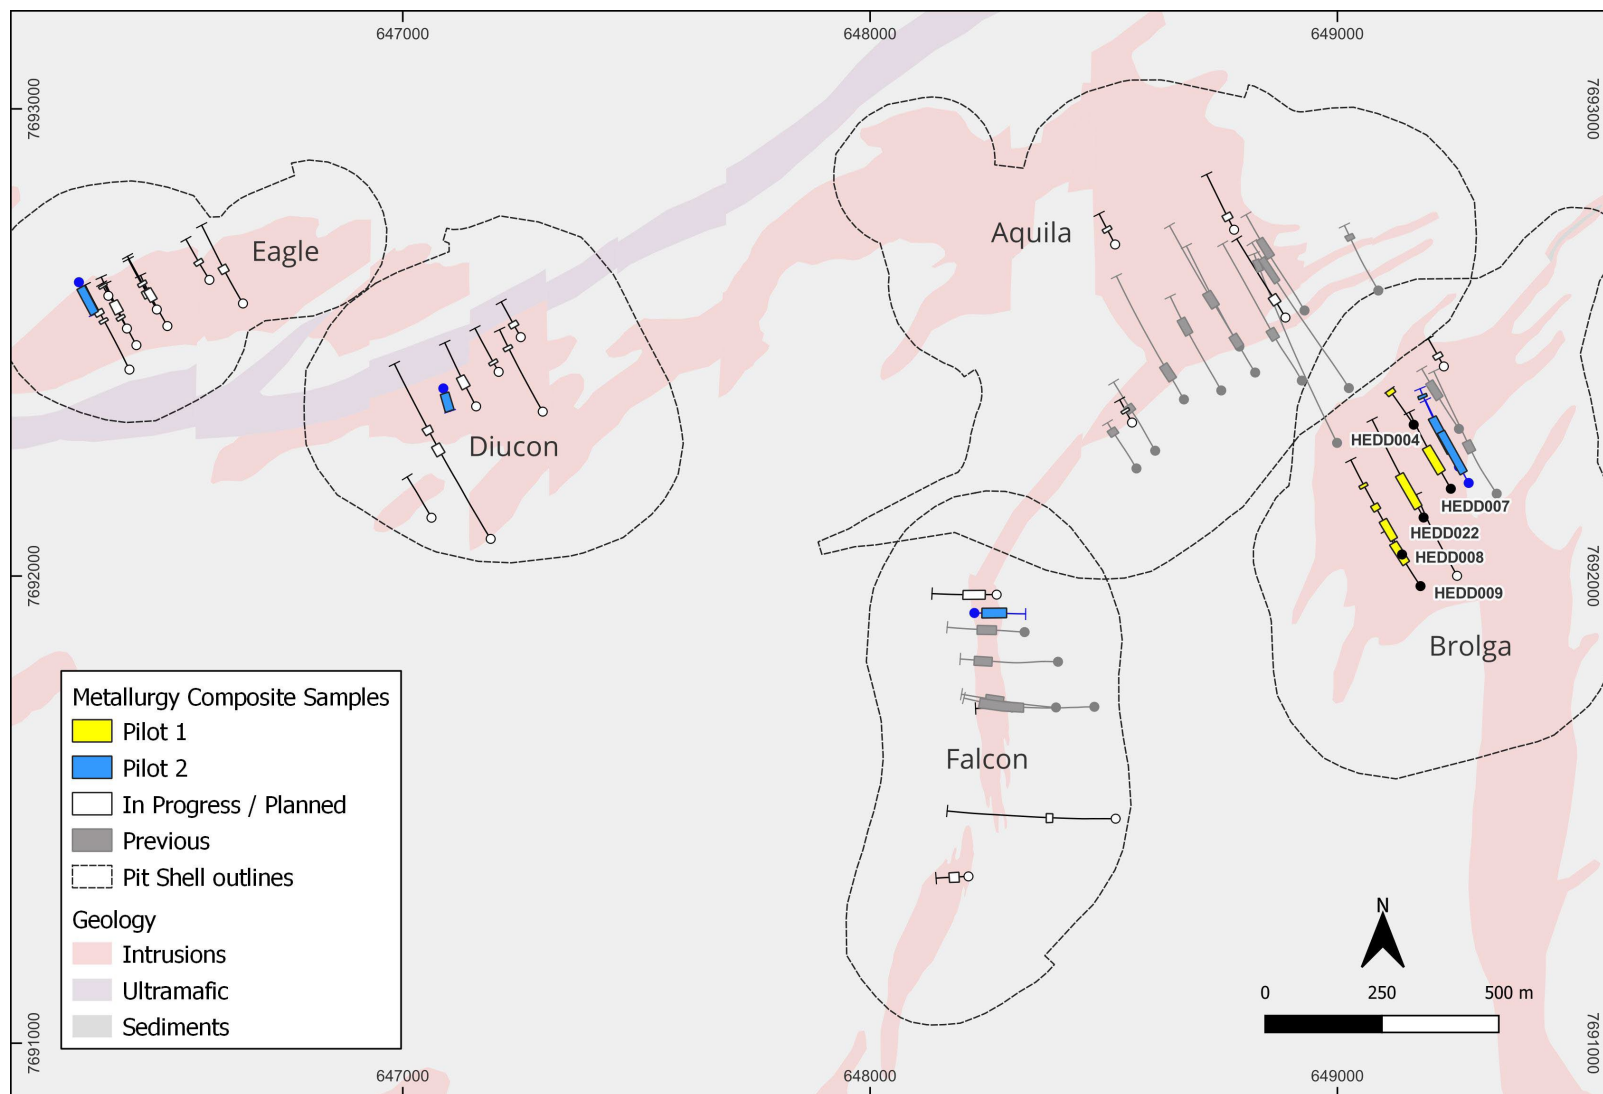 647000
648000
649000
7693000
7693000
Eagle
Aquila
Diucon
HEDD004
HEDD007
HEDD022
HEDD008
HEDD009
7692000
7692000
Brolga
Falcon
Metallurgy Composite Samples
Pilot 1
Pilot 2
In Progress / Planned
Previous
Pit Shell outlines
Geology
Intrusions
Ultramafic
Sediments
N
0
250
500 m
7691000
7691000
647000
648000
649000